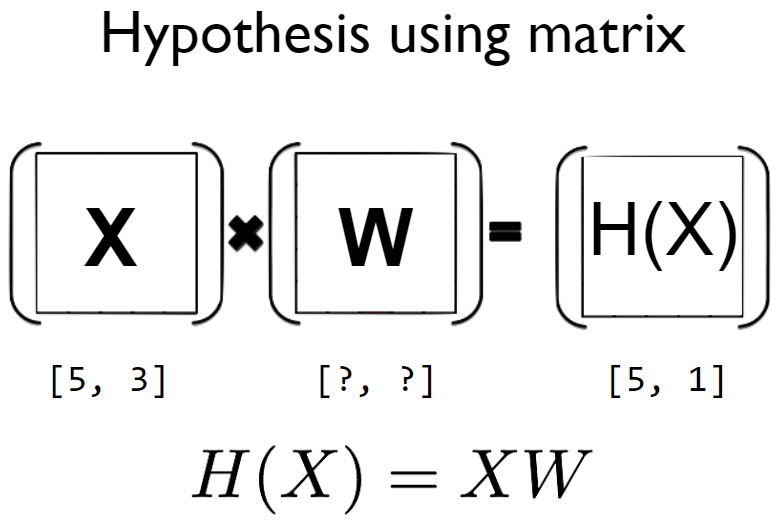 Hypothesis using matrix
X × W = H(X)
[5, 3] [?, ?] [5, 1]
H(X) = XW